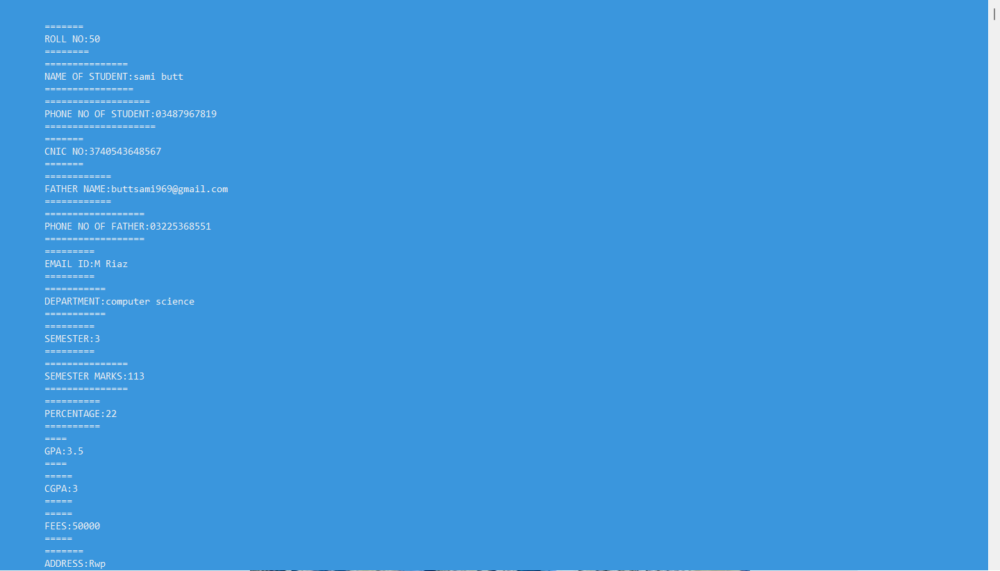 =======
ROLL NO:50
========
===============
NAME OF STUDENT:sami butt
================
===================
PHONE NO OF STUDENT:03487967819
====================
=======
CNIC NO:3740543648567
=======
============
FATHER NAME:buttsami969@gmail.com
============
==================
PHONE NO OF FATHER:03225368551
==================
=========
EMAIL ID:M Riaz
=========
===========
DEPARTMENT:computer science
===========
=========
SEMESTER:3
=========
===============
SEMESTER MARKS:113
===============
==========
PERCENTAGE:22
==========
====
GPA:3.5
====
=====
CGPA:3
=====
=====
FEES:50000
=====
=======
ADDRESS:Rwp